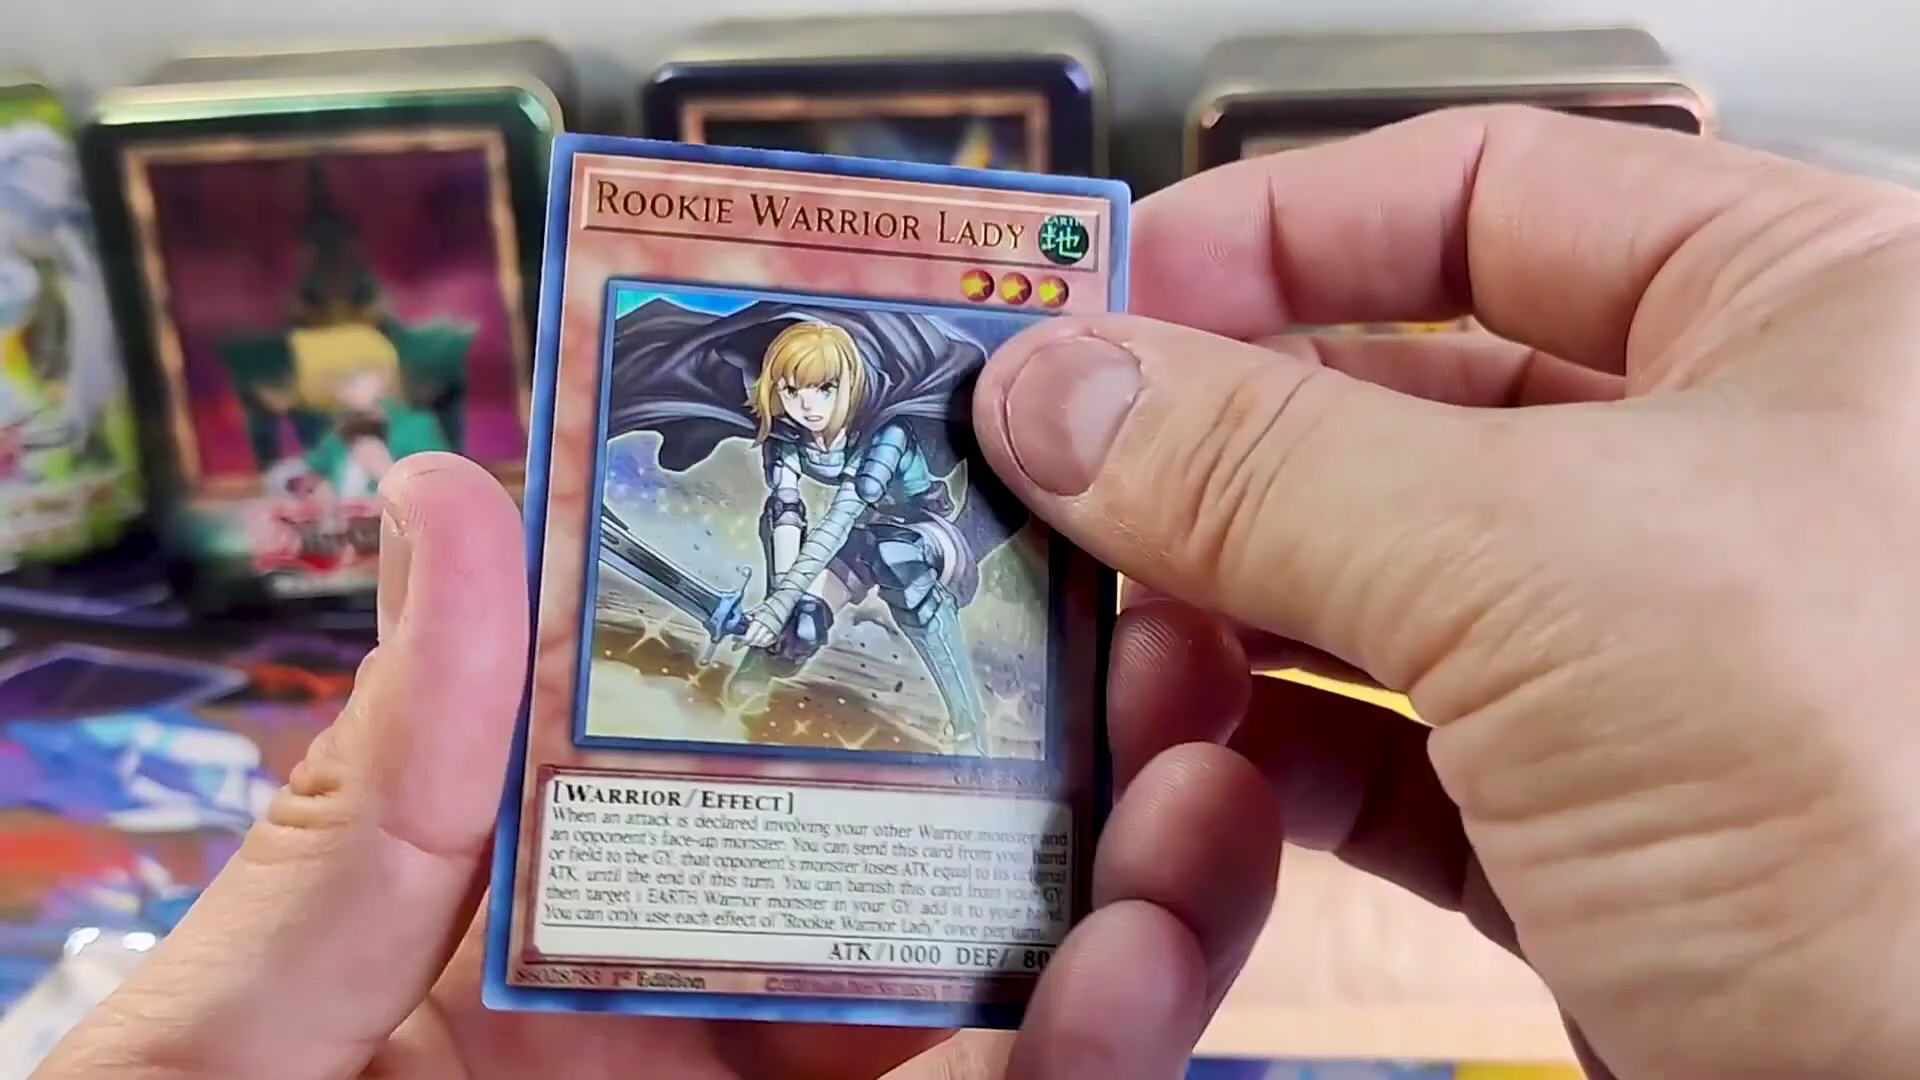 ROOKIE WARRIOR LADY
EARTH
地
[WARRIOR/EFFECT]
When an attack is declared involving your other Warrior monster and
an opponent's face-up monster: You can send this card from your hand
or field to the GY; that opponent's monster loses ATK equal to its original
ATK, until the end of this turn. You can banish this card from your GY,
then target 1 EARTH Warrior monster in your GY; add it to your hand.
You can only use each effect of "Rookie Warrior Lady" once per turn.
ATK/1000 DEF/ 80
86028783 1st Edition